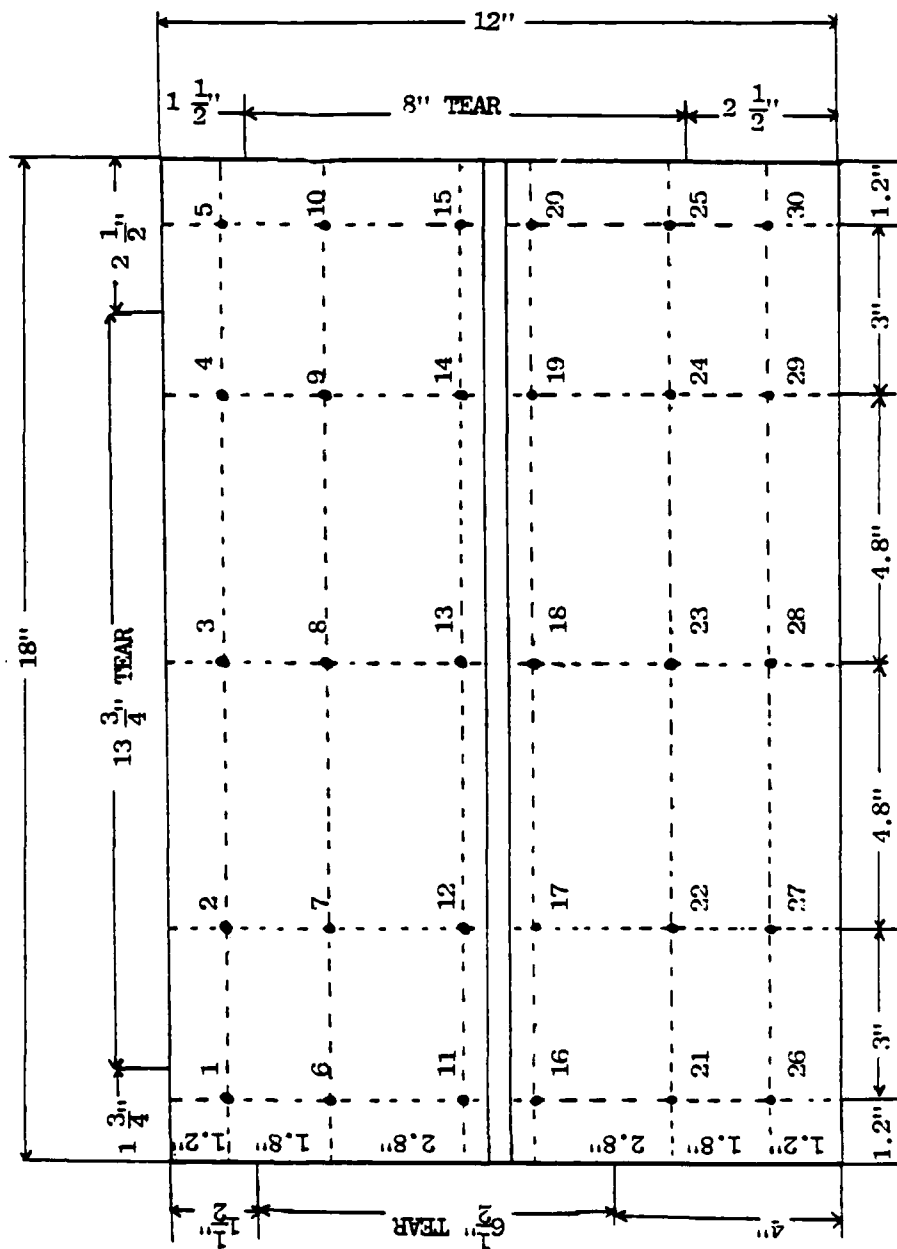 18"
1 3/4" 13 3/4" TEAR 2 1/2"
1 1/2"
6 1/2" TEAR
4"
1.2"
1.8"
2.8"
2.8"
1.8"
1.2"
1 2 3 4 5
6 7 8 9 10
11 12 13 14 15
16 17 18 19 20
21 22 23 24 25
26 27 28 29 30
1 1/2"
8" TEAR
2 1/2"
12"
1.2" 3" 4.8" 4.8" 3" 1.2"